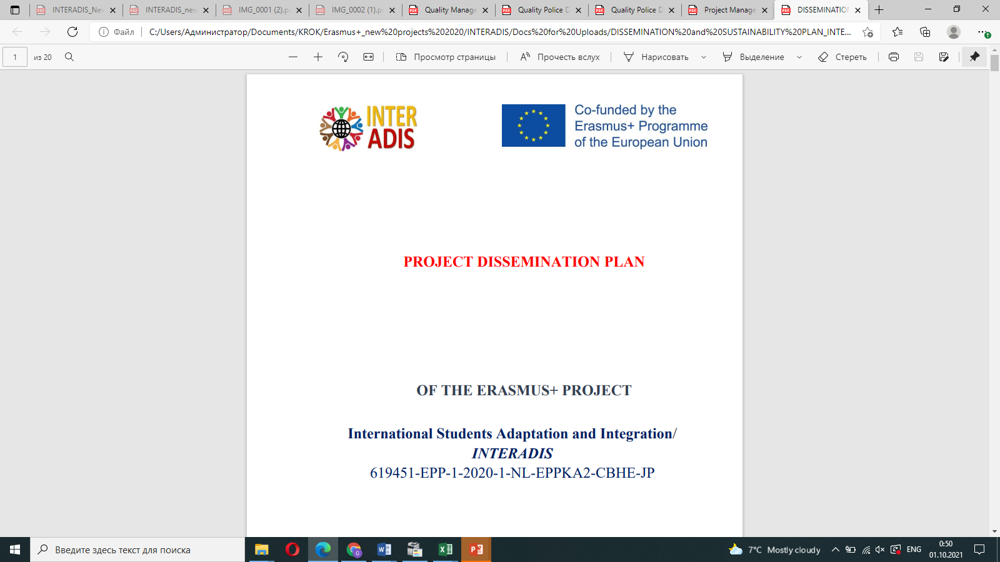 INTERADIS_Nev
INTERADIS_new
IMG_0001 (2).p
IMG_0002 (1).p
Quality Manage
Quality Police D
Quality Police D
Project Manage
DISSEMINATION
Файл
C:/Users/Администратор/Documents/KROK/Erasmus+_new%20projects%202020/INTERADIS/Docs%20for%20Uploads/DISSEMINATION%20and%20SUSTAINABILITY%20PLAN_INTE...
1 из 20
Просмотр страницы
Прочесть вслух
Нарисовать
Выделение
Стереть
INTER
ADIS
Co-funded by the
Erasmus+ Programme
of the European Union
PROJECT DISSEMINATION PLAN
OF THE ERASMUS+ PROJECT
International Students Adaptation and Integration/
INTERADIS
619451-EPP-1-2020-1-NL-EPPKA2-CBHE-JP
Введите здесь текст для поиска
7°C Mostly cloudy
ENG
0:50
01.10.2021